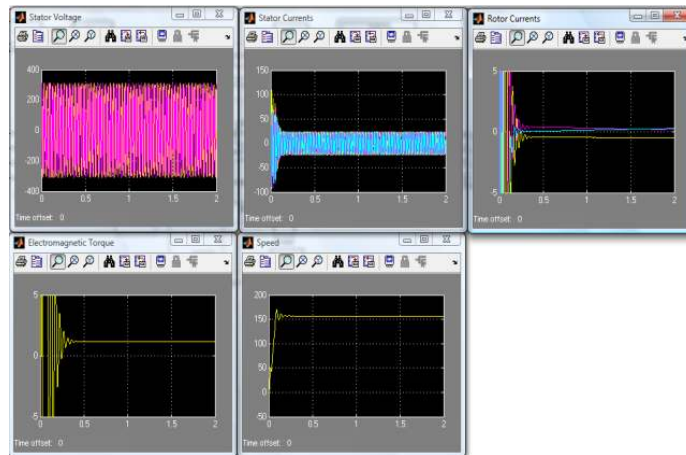 Stator Voltage
400
200
0
-200
-400
0 0.5 1 1.5 2
Time offset: 0
Stator Currents
150
100
50
0
-50
-100
0 0.5 1 1.5 2
Time offset: 0
Rotor Currents
5
0
-5
0 0.5 1 1.5 2
Time offset: 0
Electromagnetic Torque
5
0
-5
0 0.5 1 1.5 2
Time offset: 0
Speed
200
150
100
50
0
-50
0 0.5 1 1.5 2
Time offset: 0